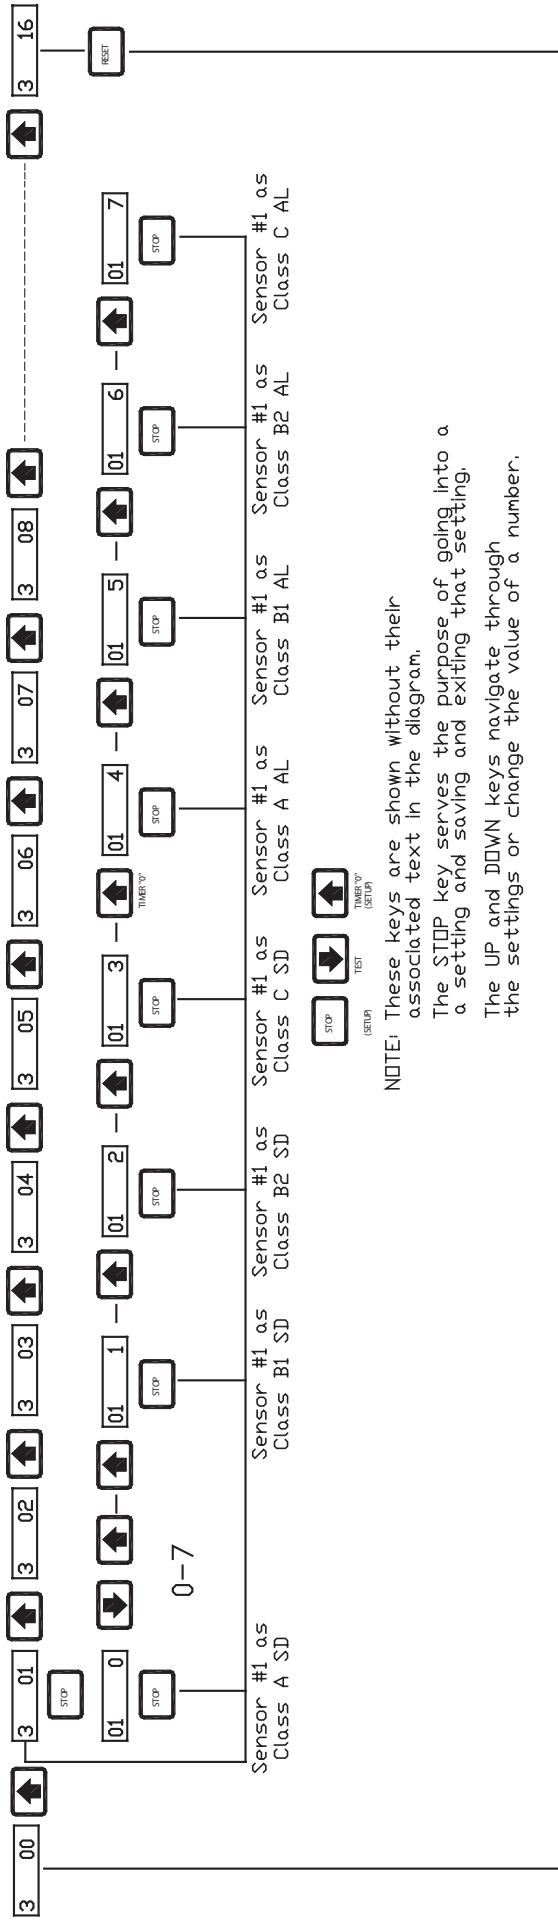 3 00
3 01
3 02
3 03
3 04
3 05
3 06
3 07
3 08
3 16
STOP
RESET
01 0
01 1
01 2
01 3
TIMER "0"
01 4
01 5
01 6
01 7
STOP
STOP
STOP
STOP
STOP
STOP
STOP
STOP
0-7
Sensor #1 as
Class A SD
Sensor #1 as
Class B1 SD
Sensor #1 as
Class B2 SD
Sensor #1 as
Class C SD
Sensor #1 as
Class A AL
Sensor #1 as
Class B1 AL
Sensor #1 as
Class B2 AL
Sensor #1 as
Class C AL
STOP
(SETUP)
TEST
TIMER "0"
(SETUP)
NOTE: These keys are shown without their
associated text in the diagram.
The STOP key serves the purpose of going into a
a setting and saving and exiting that setting.
The UP and DOWN keys navigate through
the settings or change the value of a number.